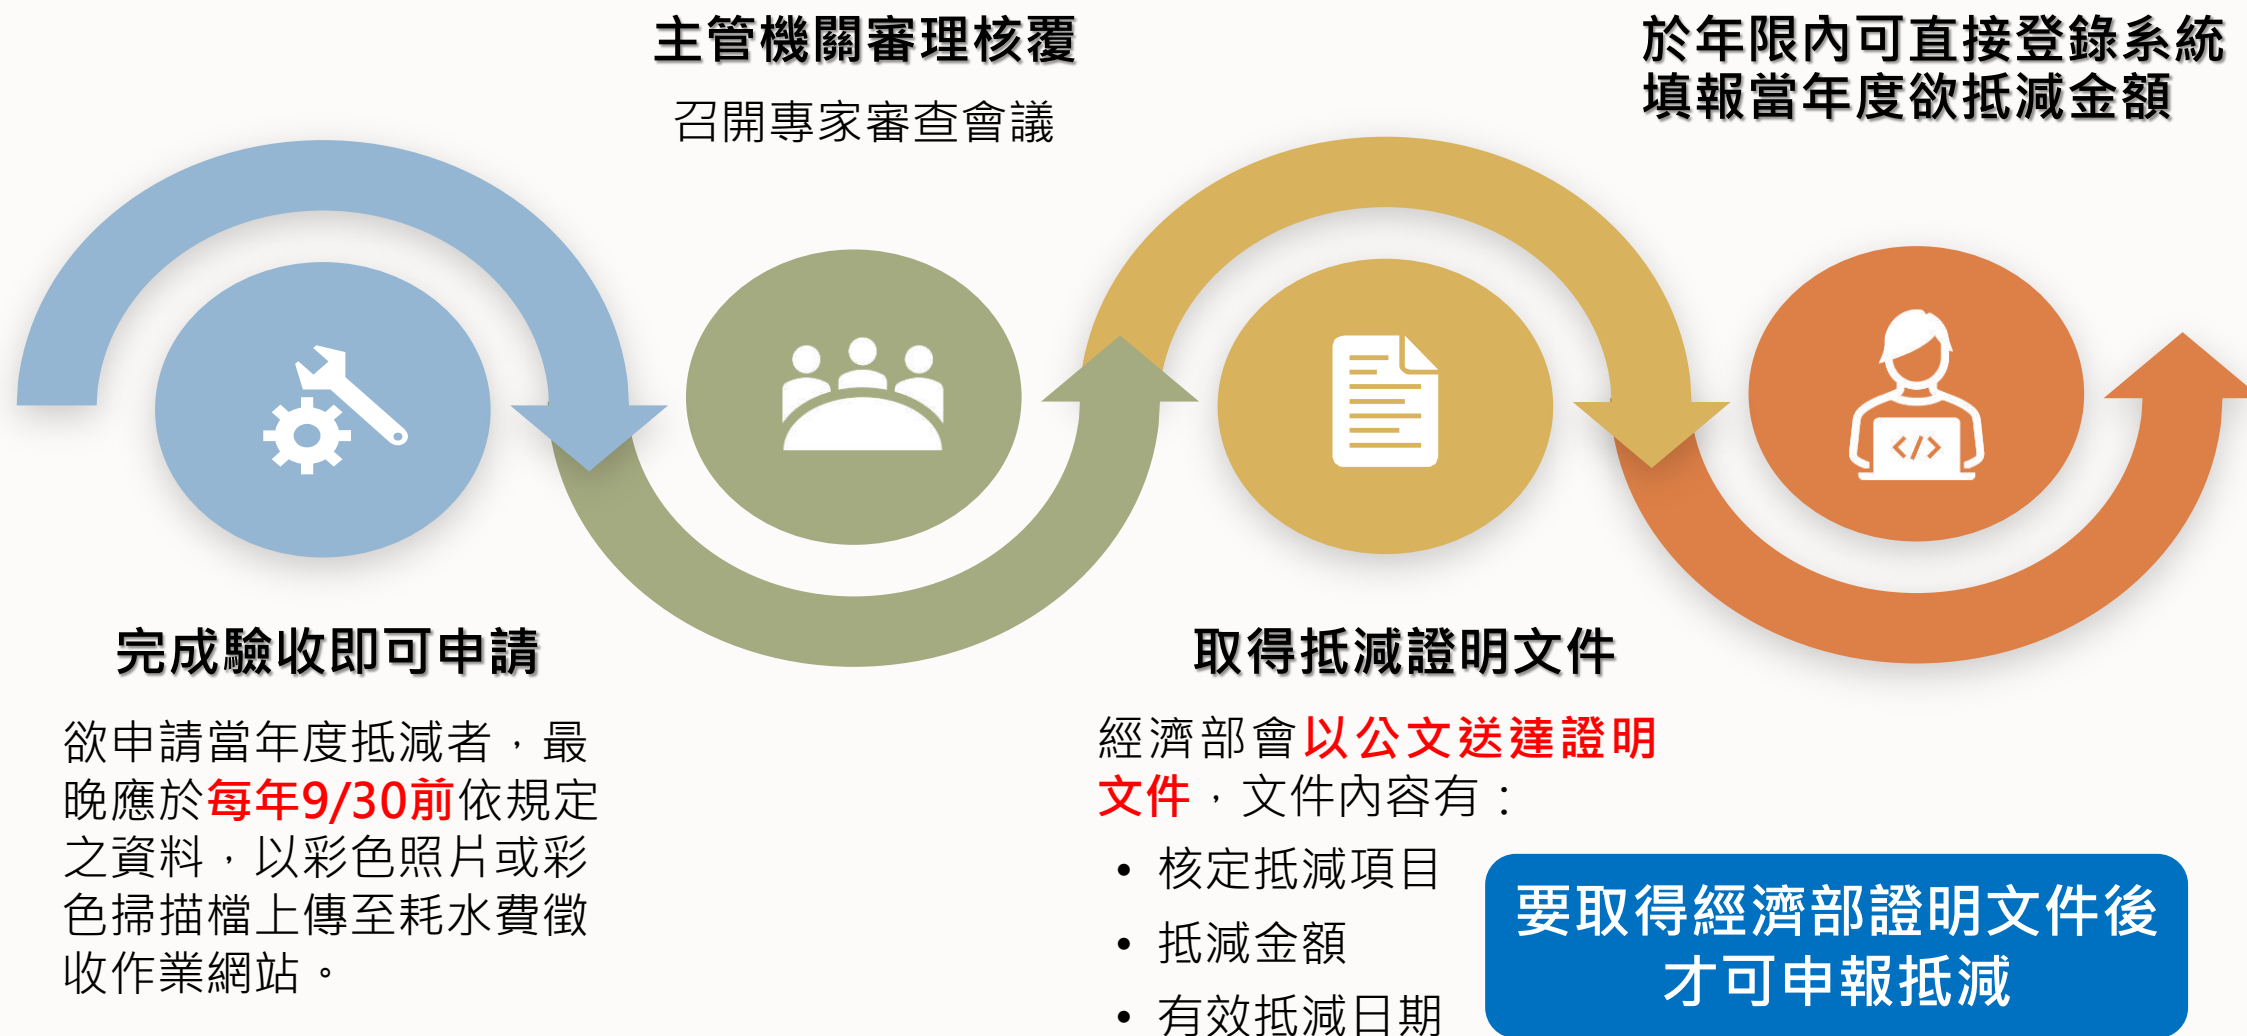 主管機關審理核覆
召開專家審查會議
於年限內可直接登錄系統
填報當年度欲抵減金額
</>
完成驗收即可申請
欲申請當年度抵減者，最
晚應於每年9/30前依規定
之資料，以彩色照片或彩
色掃描檔上傳至耗水費徵
收作業網站。
取得抵減證明文件
經濟部會以公文送達證明
文件，文件內容有：
• 核定抵減項目
• 抵減金額
• 有效抵減日期
要取得經濟部證明文件後
才可申報抵減